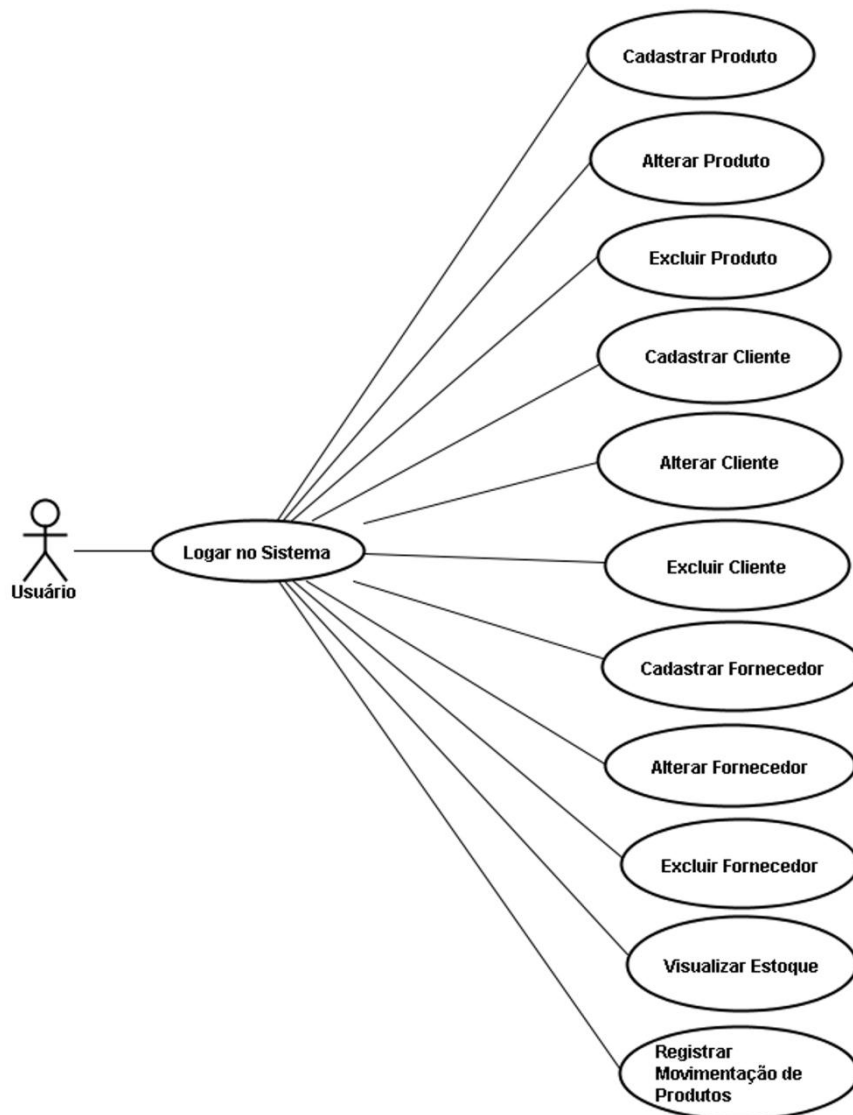 Cadastrar Produto
Alterar Produto
Excluir Produto
Cadastrar Cliente
Alterar Cliente
Logar no Sistema
Usuário
Excluir Cliente
Cadastrar Fornecedor
Alterar Fornecedor
Excluir Fornecedor
Visualizar Estoque
Registrar
Movimentação de
Produtos